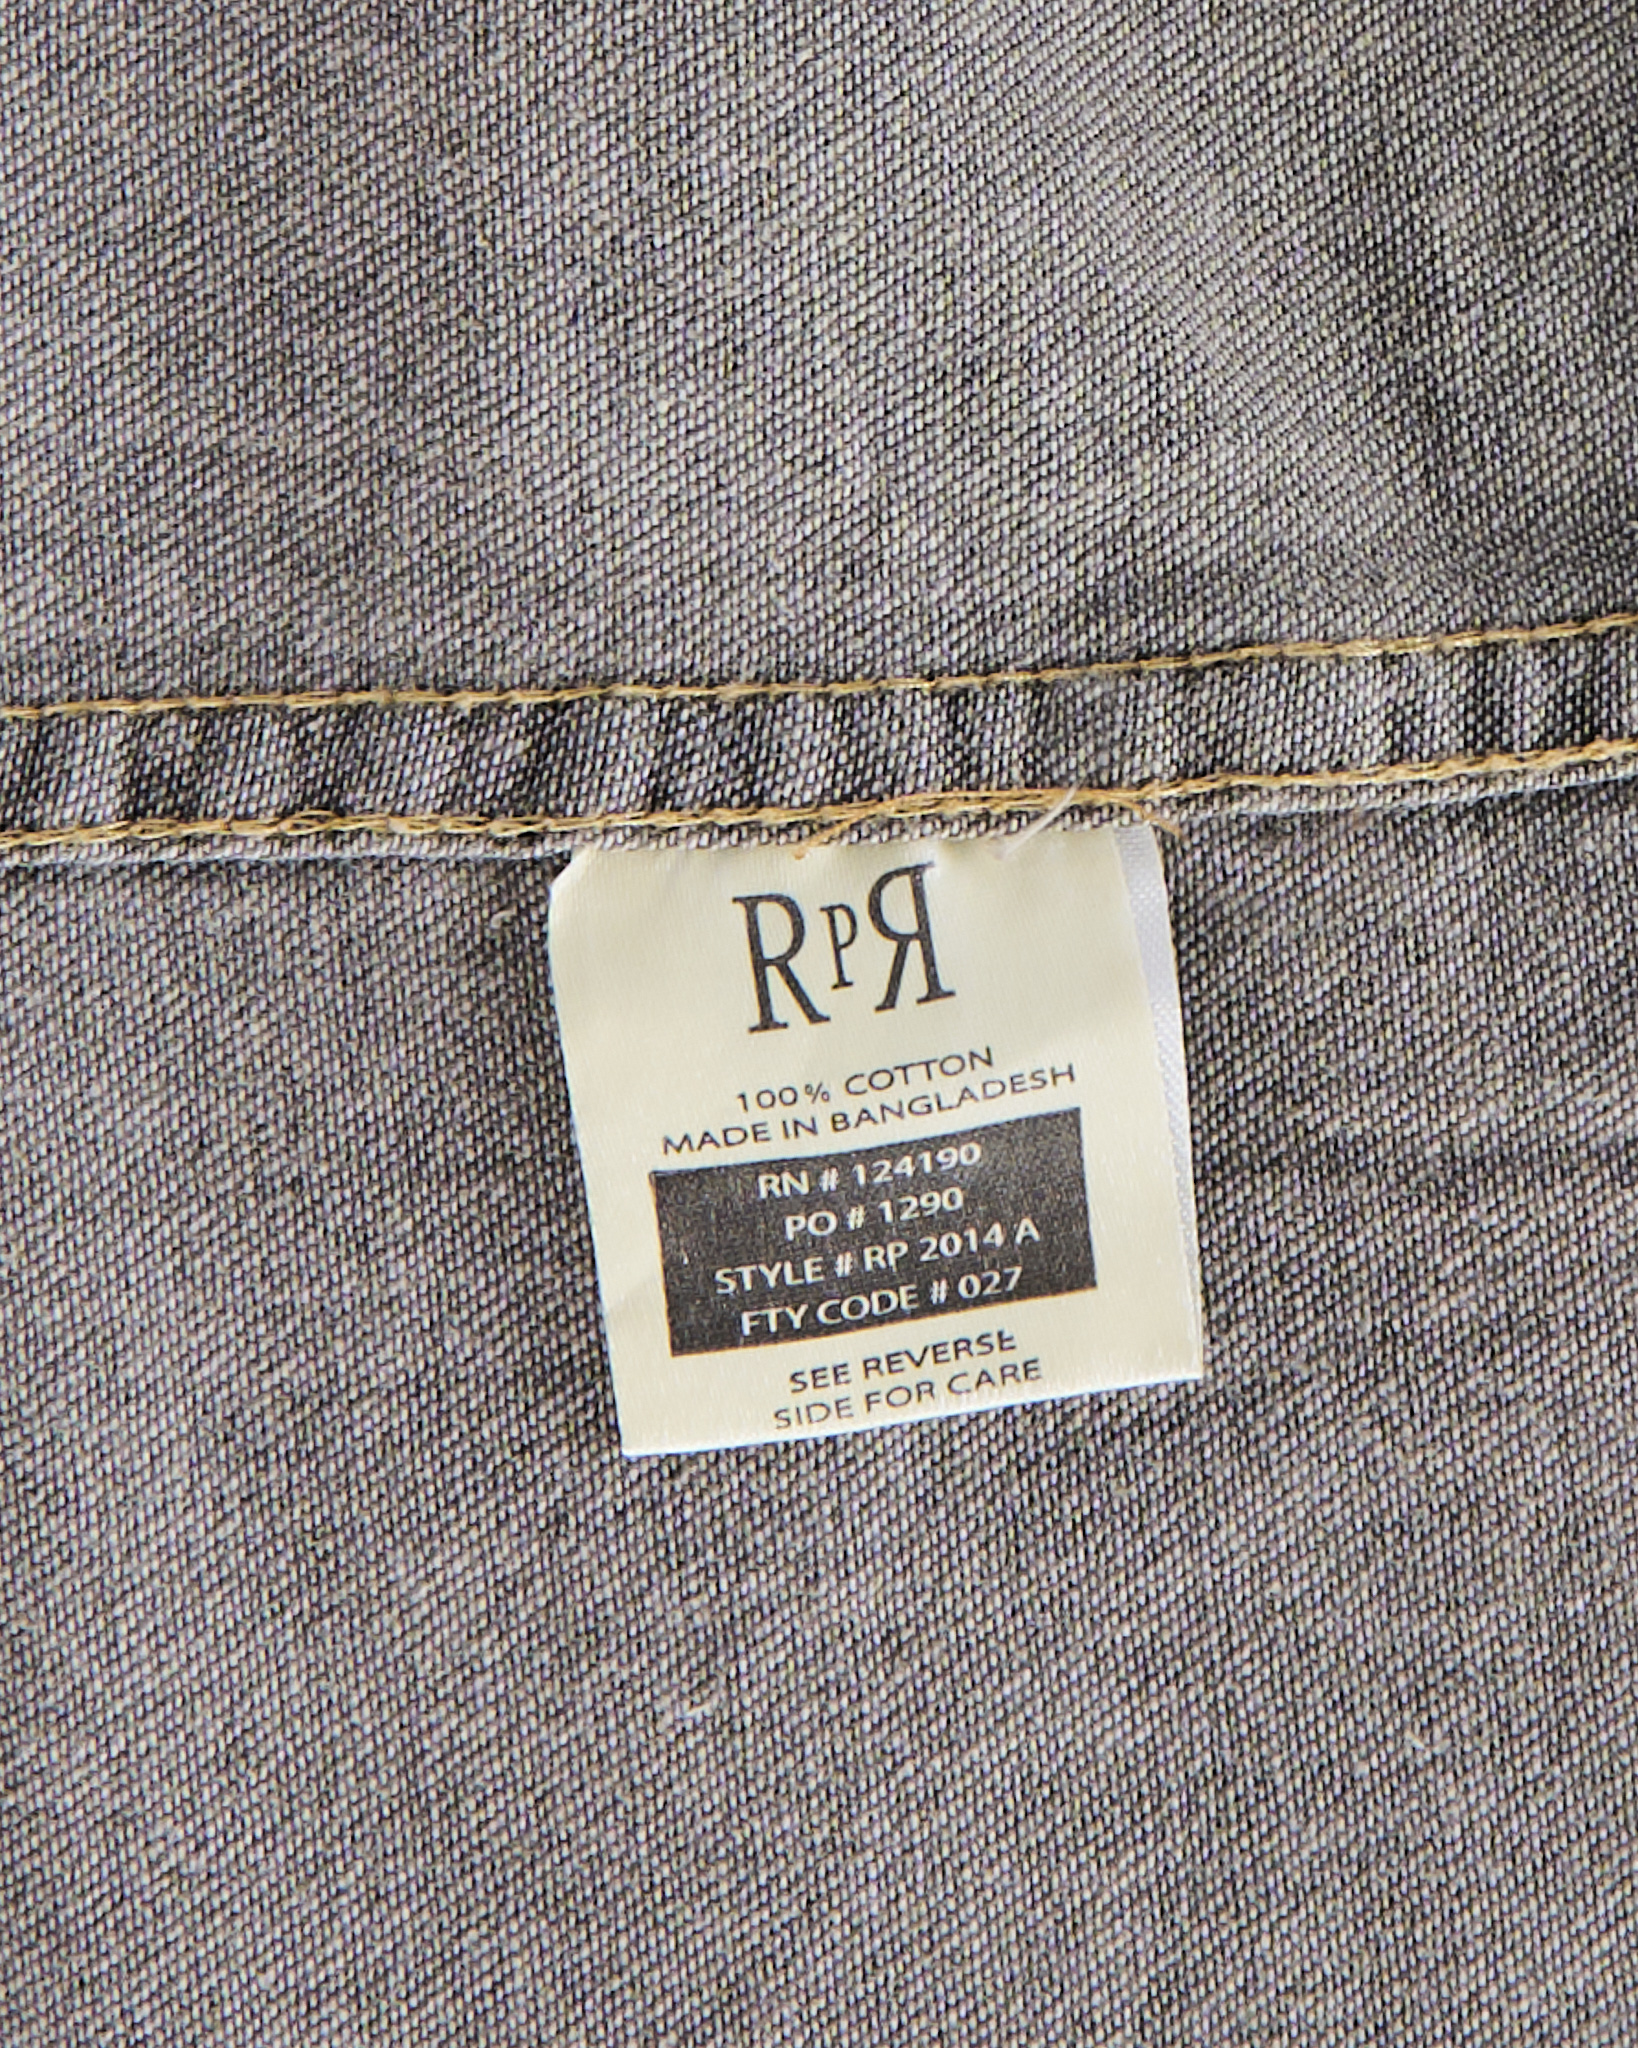 RPR
100% COTTON
MADE IN BANGLADESH
RN # 124190
PO # 1290
STYLE # RP 2014 A
FTY CODE # 027
SEE REVERSE
SIDE FOR CARE